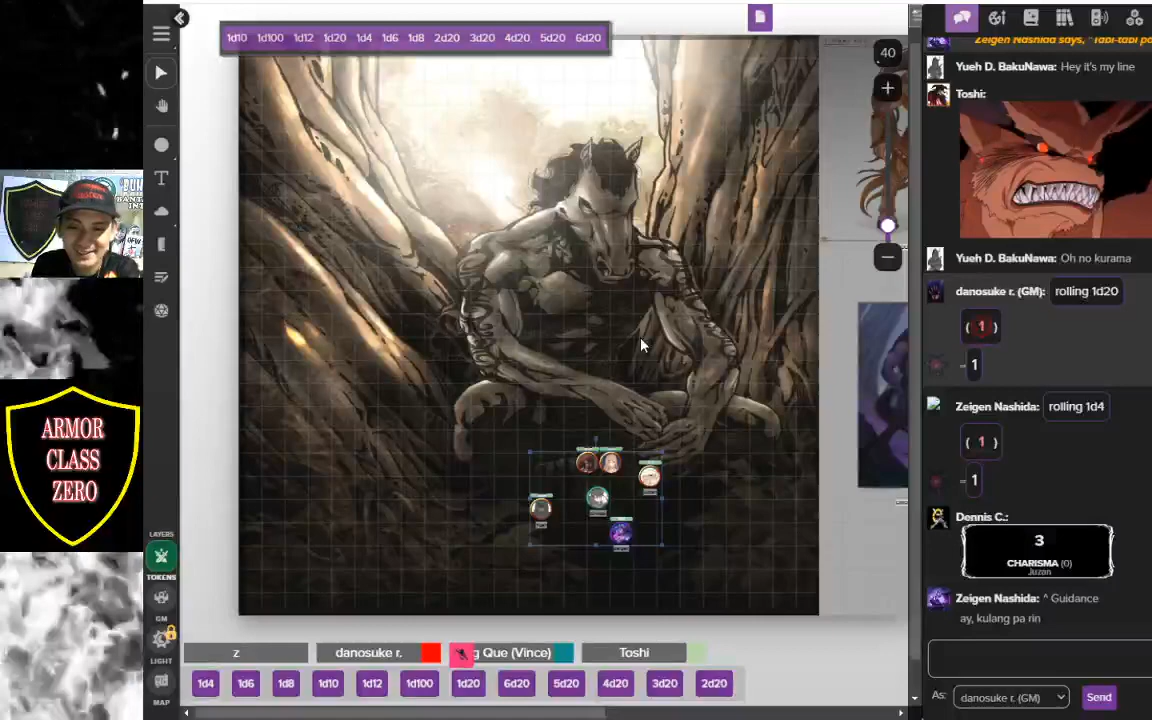 1d10 1d100 1d12 1d20 1d4 1d6 1d8 2d20 3d20 4d20 5d20 6d20
40
Zeigen Nashida says, "Tabi-tabi po
Yueh D. BakuNawa: Hey it's my line
Toshi:
Yueh D. BakuNawa: Oh no kurama
danosuke r. (GM): rolling 1d20
( 1 )
= 1
Zeigen Nashida: rolling 1d4
( 1 )
= 1
Dennis C.:
3
CHARISMA (0)
Juzan
Zeigen Nashida: ^ Guidance
ay, kulang pa rin
As: danosuke r. (GM)
Send
ARMOR
CLASS
ZERO
T
LAYERS
TOKENS
GM
LIGHT
MAP
z
danosuke r.
g Que (Vince)
Toshi
1d4 1d6 1d8 1d10 1d12 1d100 1d20 6d20 5d20 4d20 3d20 2d20